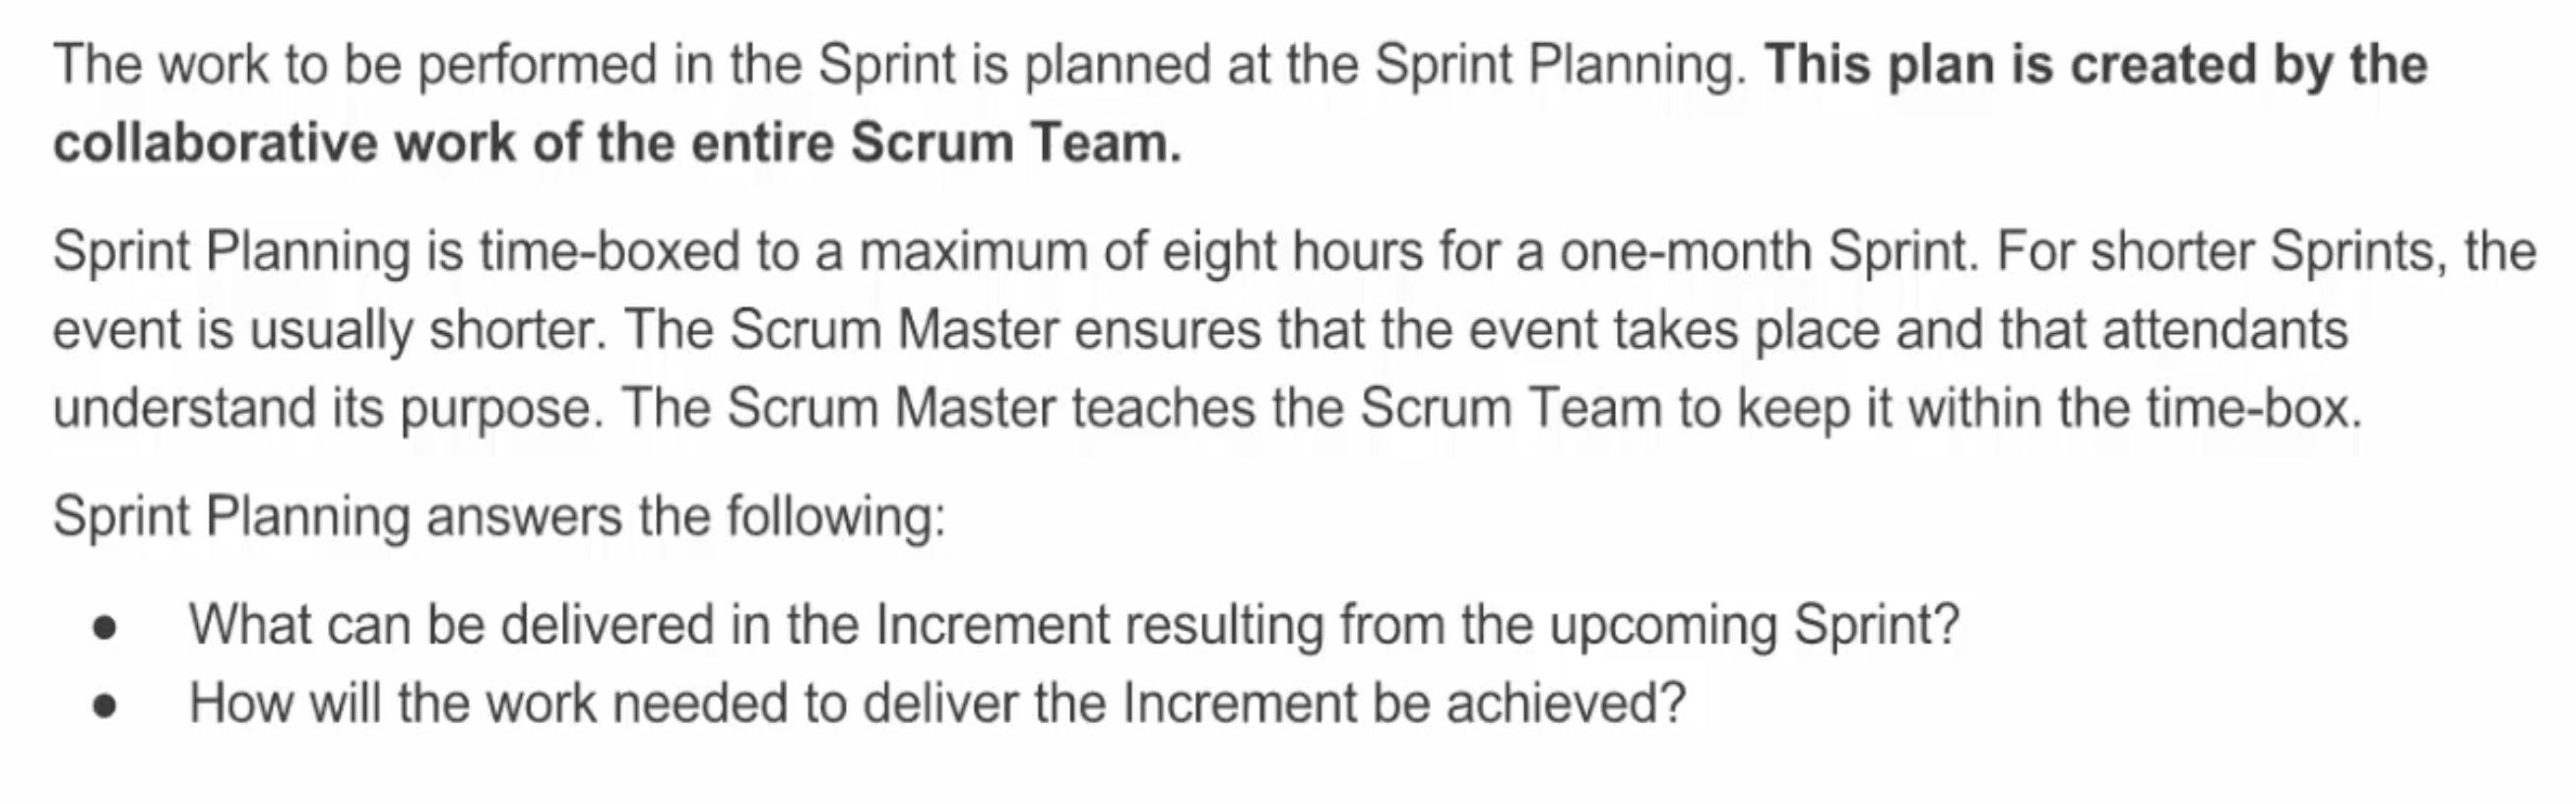 The work to be performed in the Sprint is planned at the Sprint Planning. This plan is created by the
collaborative work of the entire Scrum Team.
Sprint Planning is time-boxed to a maximum of eight hours for a one-month Sprint. For shorter Sprints, the
event is usually shorter. The Scrum Master ensures that the event takes place and that attendants
understand its purpose. The Scrum Master teaches the Scrum Team to keep it within the time-box.
Sprint Planning answers the following:
● What can be delivered in the Increment resulting from the upcoming Sprint?
● How will the work needed to deliver the Increment be achieved?